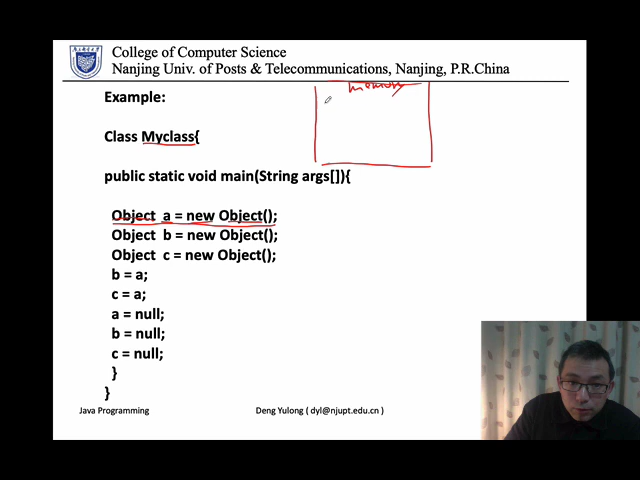 College of Computer Science
Nanjing Univ. of Posts & Telecommunications, Nanjing, P.R.China
Example:
memory
Class Myclass{
public static void main(String args[]){
Object a = new Object();
Object b = new Object();
Object c = new Object();
b = a;
c = a;
a = null;
b = null;
c = null;
}
}
Java Programming
Deng Yulong ( dyl@njupt.edu.cn )